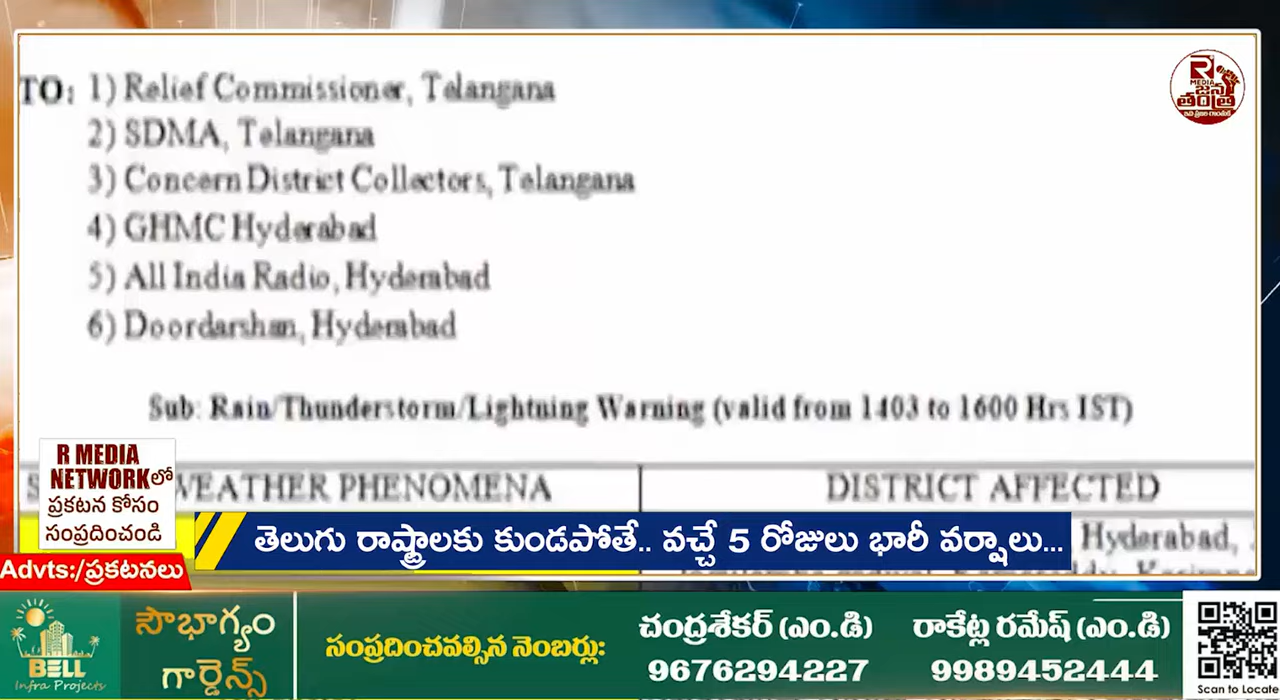 TO: 1) Relief Commissioner, Telangana
2) SDMA, Telangana
3) Concern District Collectors, Telangana
4) GHMC Hyderabad
5) All India Radio, Hyderabad
6) Doordarshan, Hyderabad
R
MEDIA
జన
తంత్ర
Sub: Rain/Thunderstorm/Lightning Warning (valid from 1403 to 1600 Hrs IST)
WEATHER PHENOMENA
DISTRICT AFFECTED
Hyderabad,
R MEDIA
NETWORKలో
ప్రకటన కోసం
సంప్రదించండి
Advts:/ప్రకటనలు
తెలుగు రాష్ట్రాలకు కుండపోతే.. వచ్చే 5 రోజులు భారీ వర్షాలు...
BELL
Infra Projects
సౌభాగ్యం
గార్డెన్స్
సంప్రదించవల్సిన నెంబర్లు:
చంద్రశేకర్ (ఎం.డి)
9676294227
రాకేట్ల రమేష్ (ఎం.డి)
9989452444
Scan to Locate